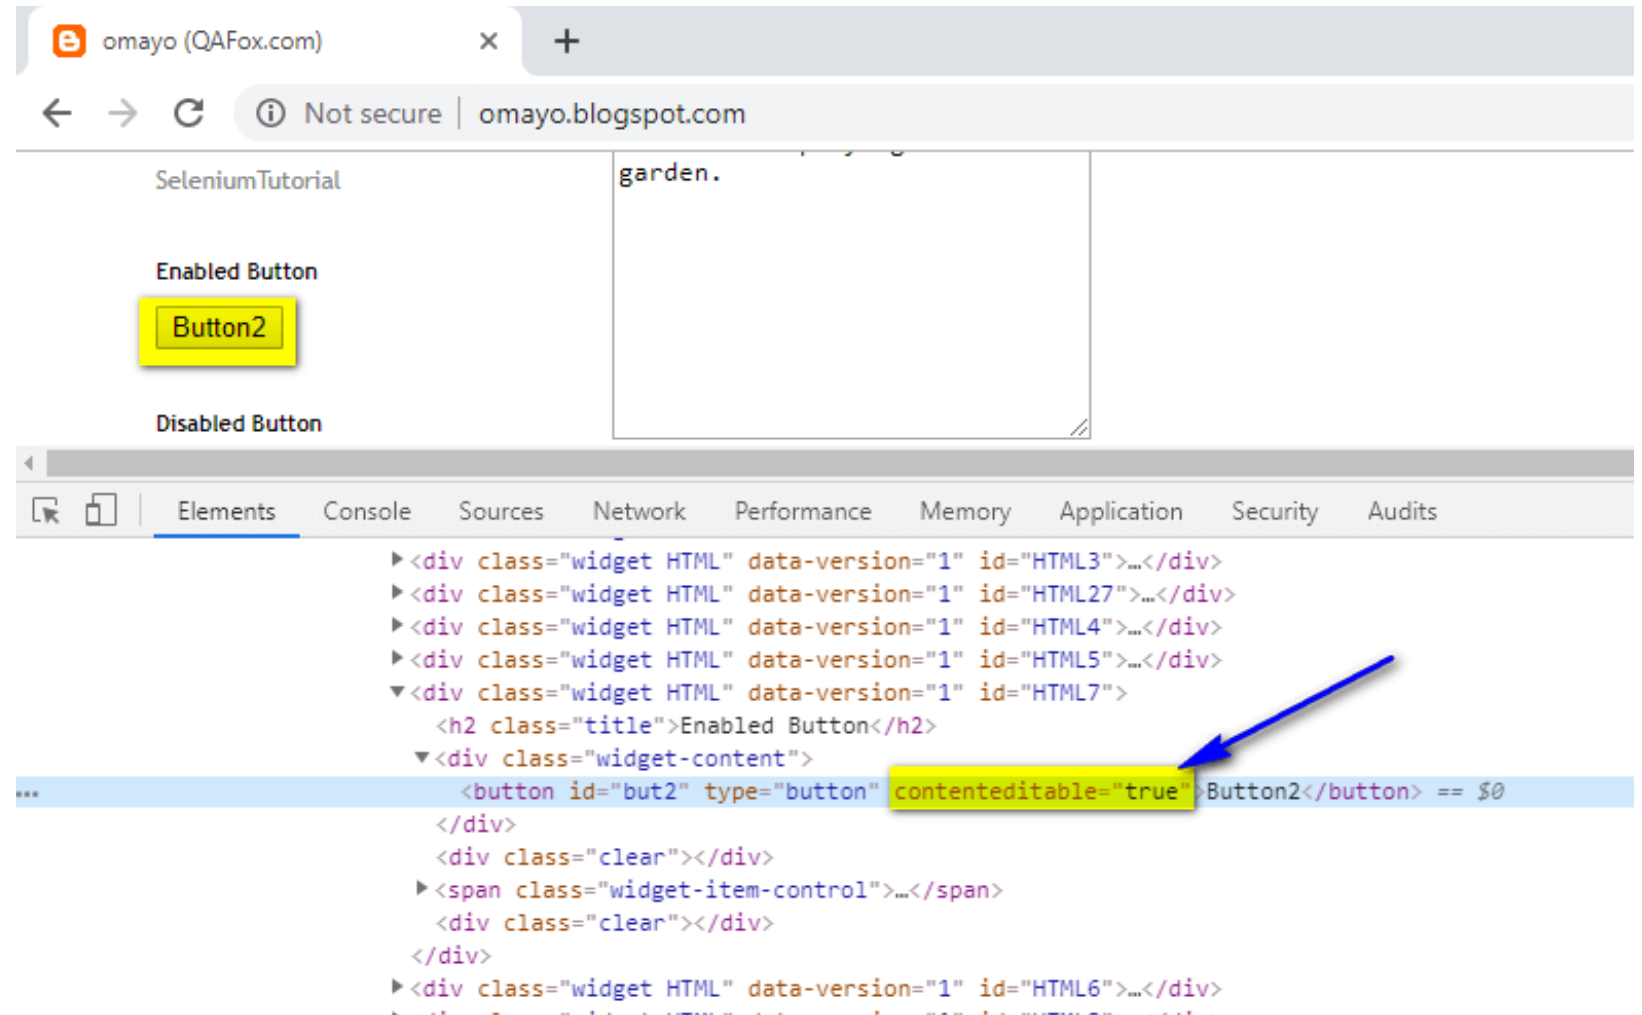 omayo (QAFox.com)
Not secure | omayo.blogspot.com
SeleniumTutorial
garden.
Enabled Button
Button2
Disabled Button
Elements Console Sources Network Performance Memory Application Security Audits
<div class="widget HTML" data-version="1" id="HTML3">…</div>
<div class="widget HTML" data-version="1" id="HTML27">…</div>
<div class="widget HTML" data-version="1" id="HTML4">…</div>
<div class="widget HTML" data-version="1" id="HTML5">…</div>
<div class="widget HTML" data-version="1" id="HTML7">
<h2 class="title">Enabled Button</h2>
<div class="widget-content">
<button id="but2" type="button" contenteditable="true">Button2</button> == $0
</div>
<div class="clear"></div>
<span class="widget-item-control">…</span>
<div class="clear"></div>
</div>
<div class="widget HTML" data-version="1" id="HTML6">…</div>